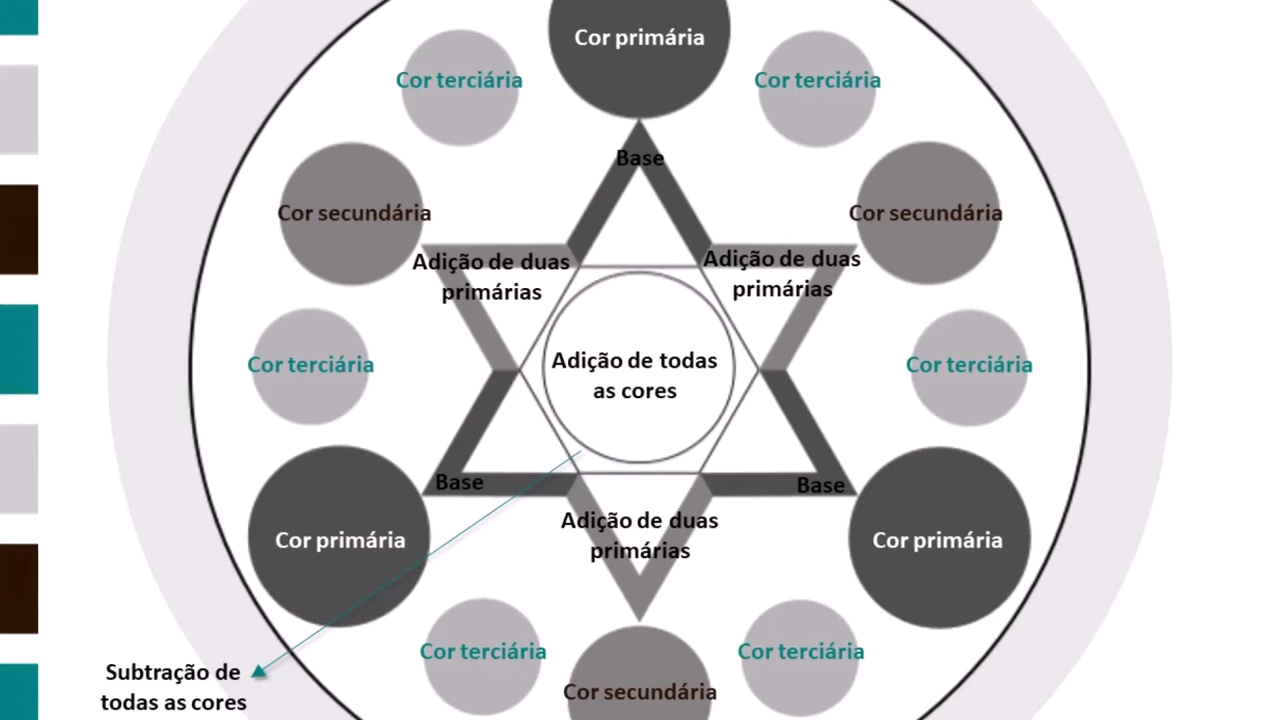 Cor primária
Cor terciária
Cor terciária
Base
Cor secundária
Cor secundária
Adição de duas
primárias
Adição de duas
primárias
Cor terciária
Adição de todas
as cores
Cor terciária
Base
Base
Cor primária
Adição de duas
primárias
Cor primária
Cor terciária
Cor terciária
Subtração de
todas as cores
Cor secundária